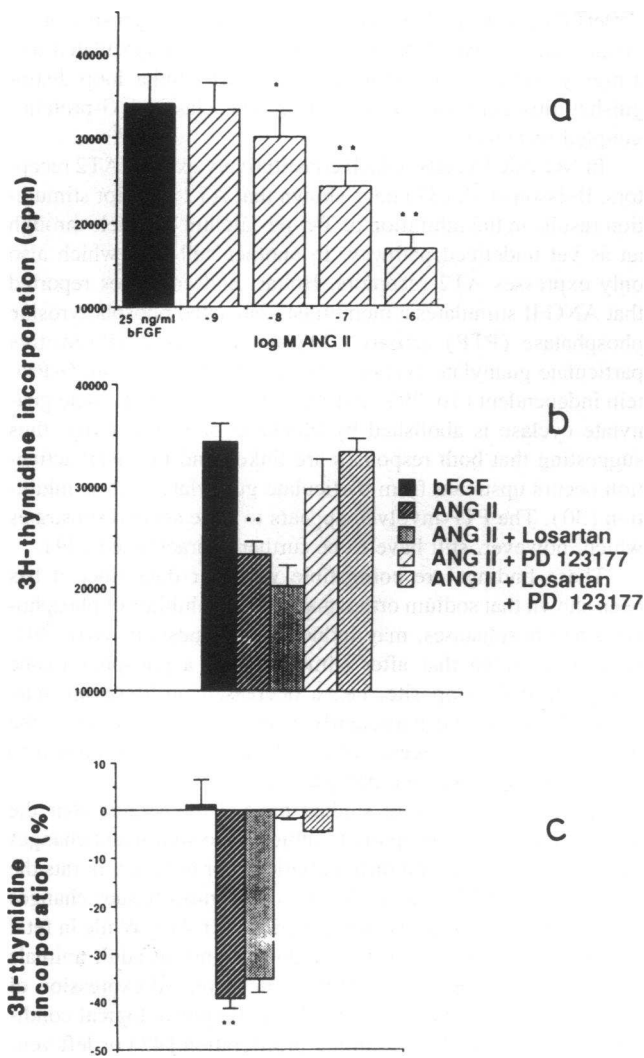 a
3H-thymidine incorporation (cpm)
40000
30000
20000
10000
25 ng/ml
bFGF
-9
-8
-7
-6
log M ANG II
*
**
**
b
40000
30000
20000
10000
**
bFGF
ANG II
ANG II + Losartan
ANG II + PD 123177
ANG II + Losartan
+ PD 123177
c
3H-thymidine
incorporation (%)
10
0
-10
-20
-30
-40
-50
**